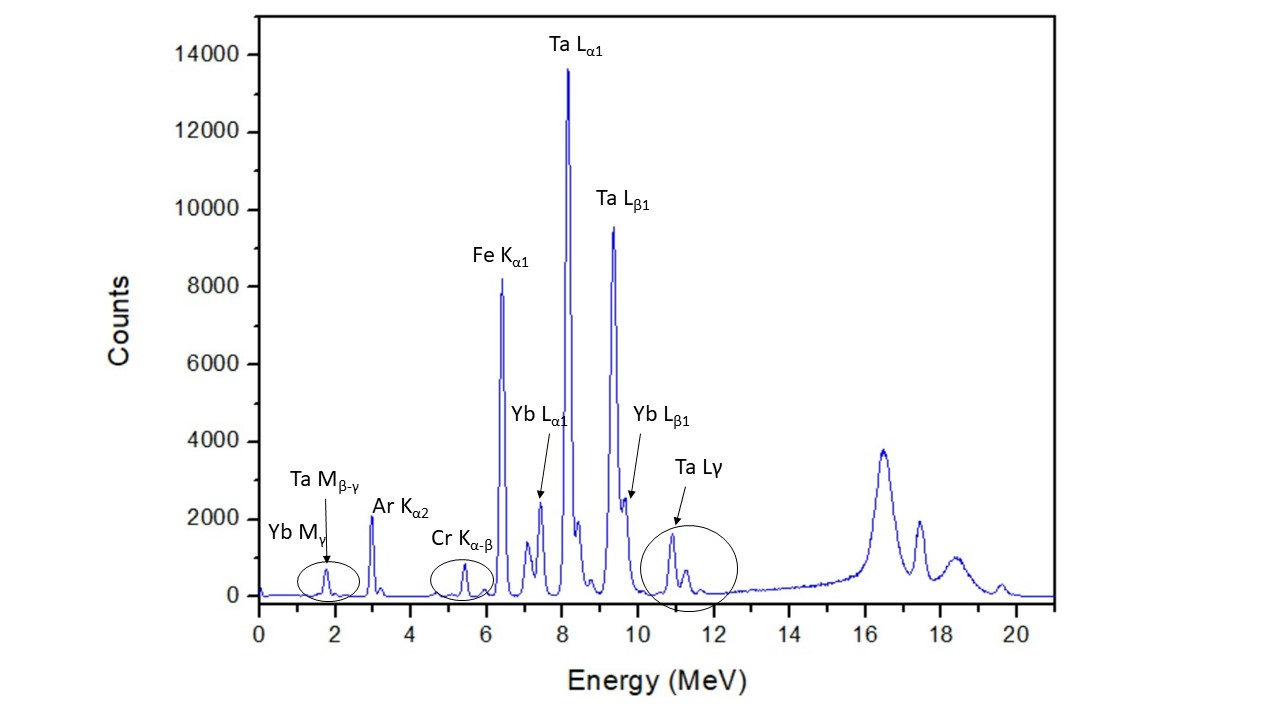 Ta Lα1
14000
12000
Ta Lβ1
10000
Fe Kα1
8000
Counts
6000
Yb Lα1
Yb Lβ1
4000
Ta Lγ
Ta Mβ-γ
Ar Kα2
2000
Yb Mγ
Cr Kα-β
0
0 2 4 6 8 10 12 14 16 18 20
Energy (MeV)